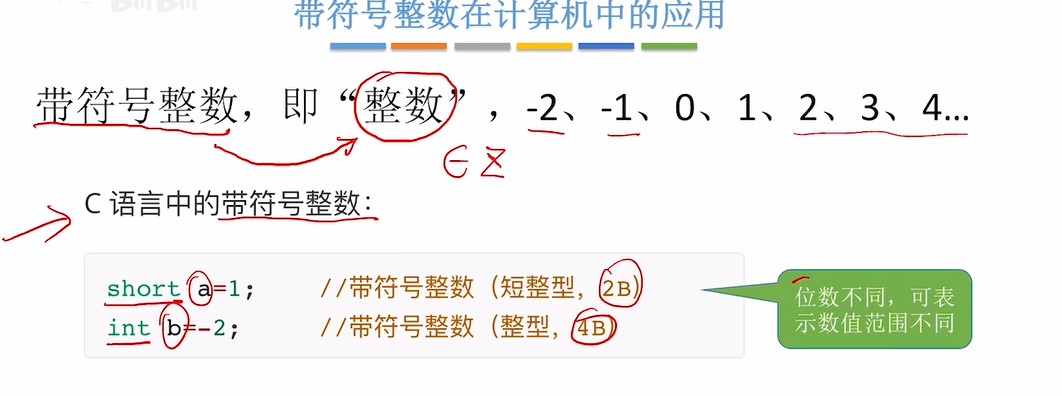 带符号整数在计算机中的应用
带符号整数，即“整数”，-2、-1、0、1、2、3、4...
∈ Z
C 语言中的带符号整数：
short a=1; //带符号整数（短整型，2B）
int b=-2; //带符号整数（整型，4B）
位数不同，可表
示数值范围不同